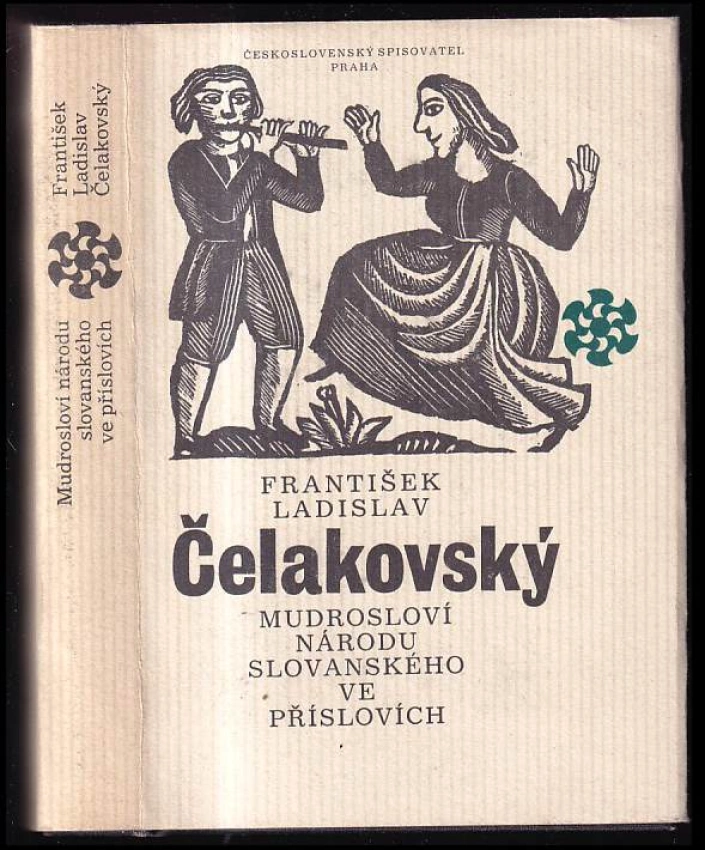 František
Ladislav
Čelakovský
Mudrosloví národu
slovanského
ve příslovích
ČESKOSLOVENSKÝ SPISOVATEL
PRAHA
FRANTIŠEK
LADISLAV
Čelakovský
MUDROSLOVÍ
NÁRODU
SLOVANSKÉHO
VE
PŘÍSLOVÍCH